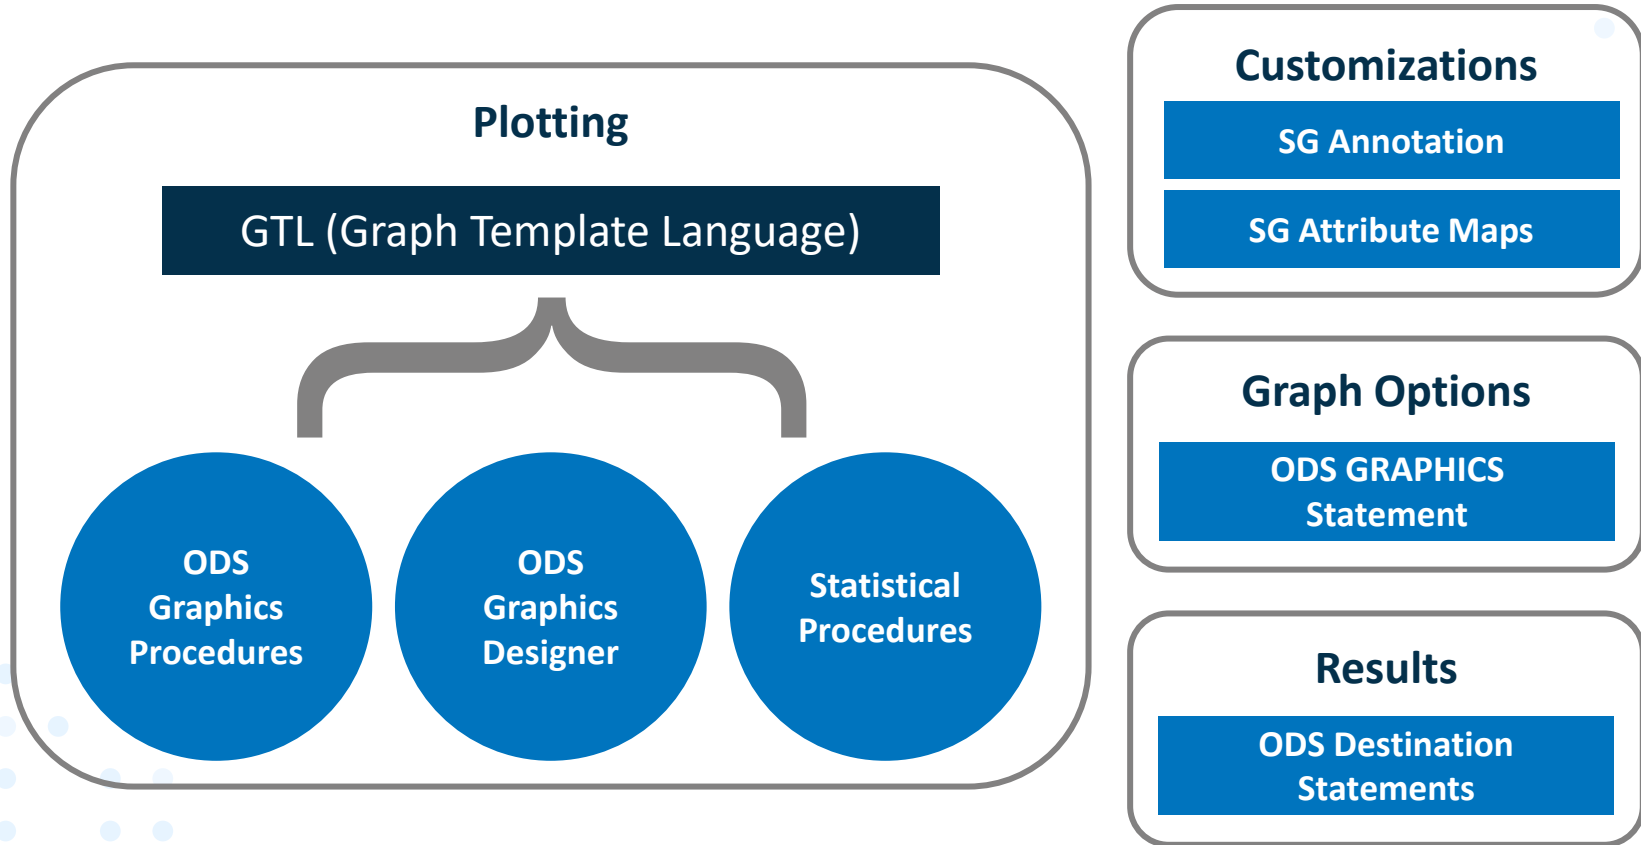 Plotting
GTL (Graph Template Language)
ODS
Graphics
Procedures
ODS
Graphics
Designer
Statistical
Procedures
Customizations
SG Annotation
SG Attribute Maps
Graph Options
ODS GRAPHICS
Statement
Results
ODS Destination
Statements